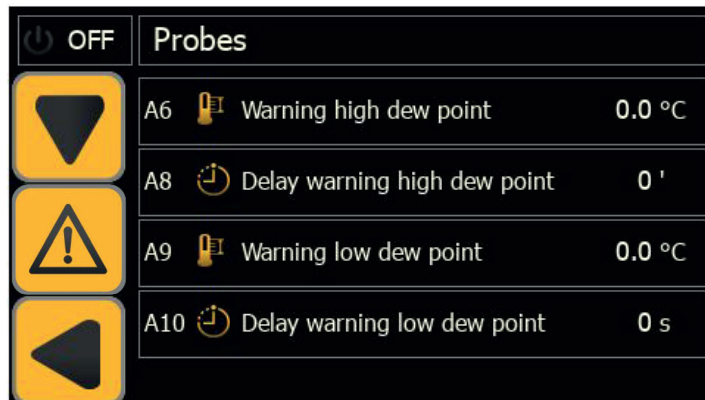 OFF Probes
A6 Warning high dew point 0.0 °C
A8 Delay warning high dew point 0 '
A9 Warning low dew point 0.0 °C
A10 Delay warning low dew point 0 s